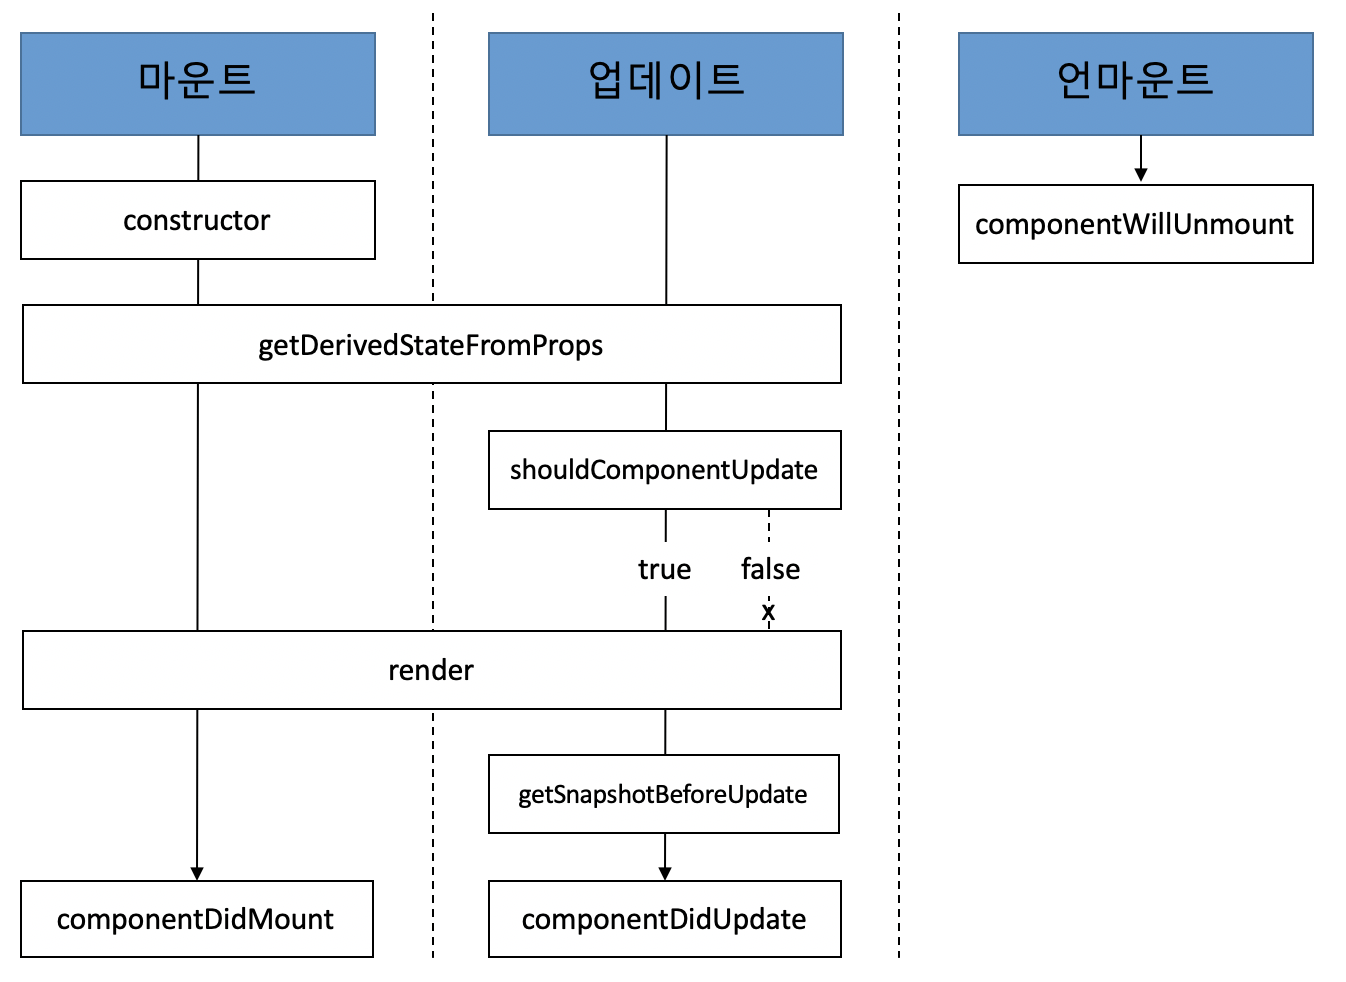 마운트
업데이트
언마운트
constructor
componentWillUnmount
getDerivedStateFromProps
shouldComponentUpdate
true
false
x
render
getSnapshotBeforeUpdate
componentDidMount
componentDidUpdate